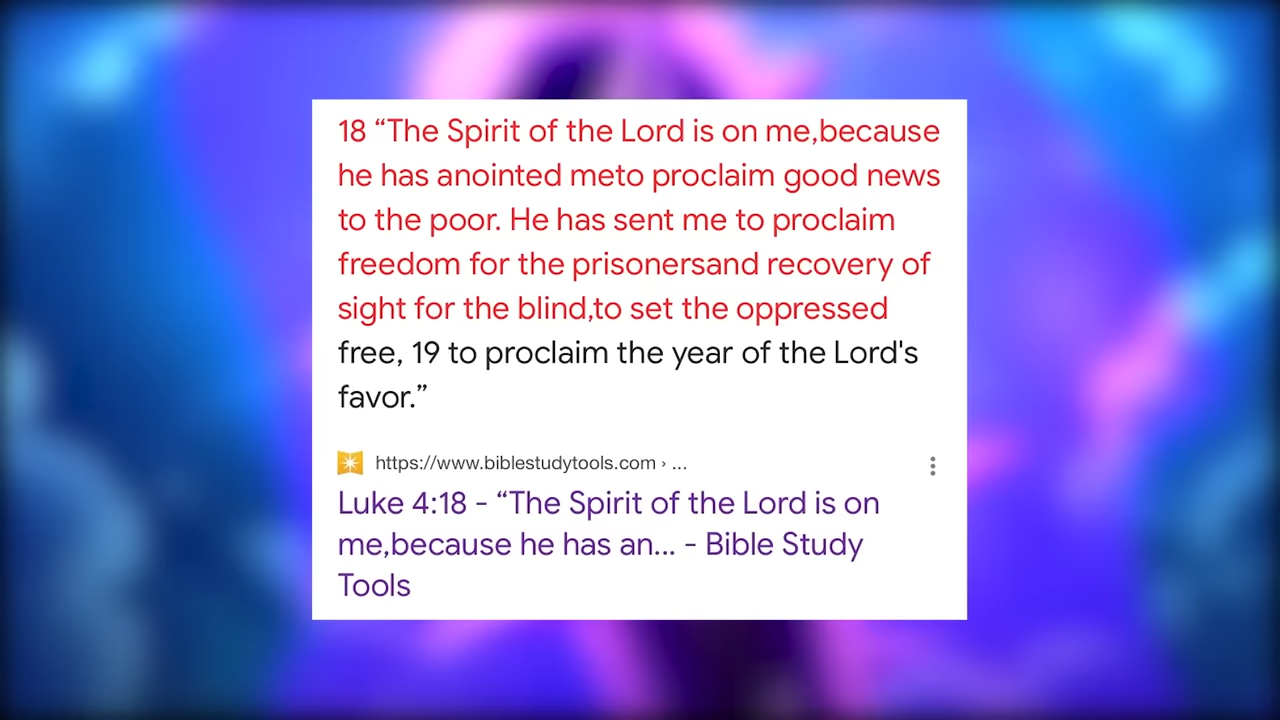 18 “The Spirit of the Lord is on me,because
he has anointed meto proclaim good news
to the poor. He has sent me to proclaim
freedom for the prisonersand recovery of
sight for the blind,to set the oppressed
free, 19 to proclaim the year of the Lord's
favor.”
https://www.biblestudytools.com › ...
Luke 4:18 - “The Spirit of the Lord is on
me,because he has an... - Bible Study
Tools